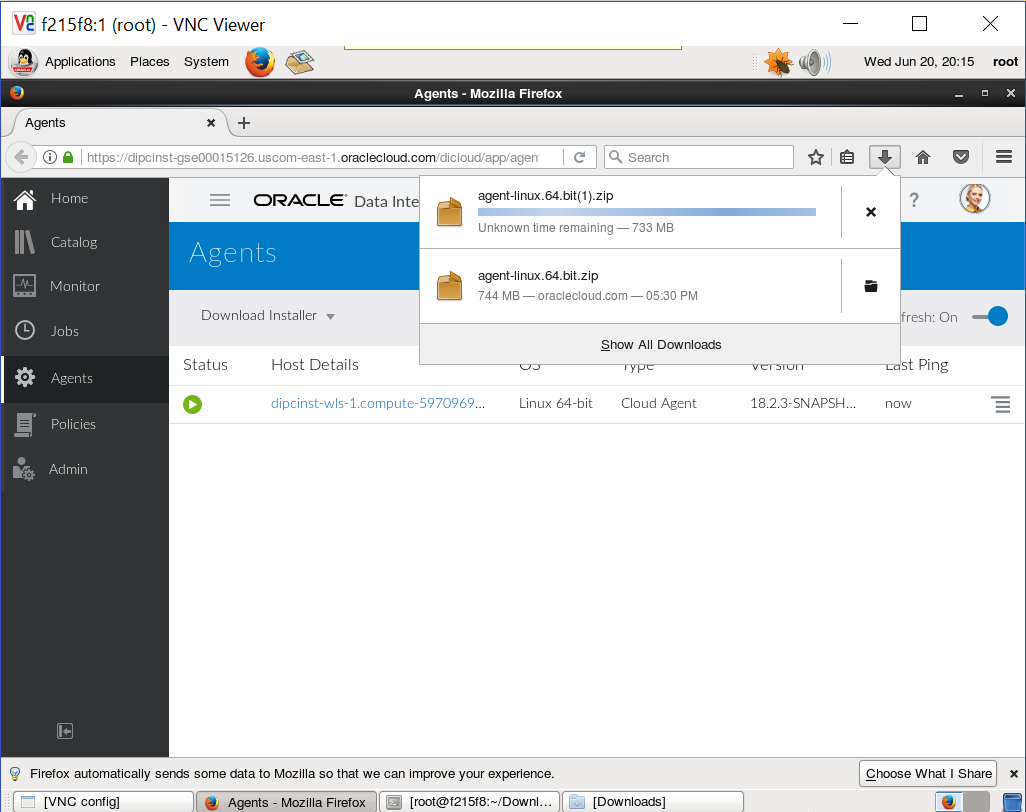 f215f8:1 (root) - VNC Viewer
Applications Places System Wed Jun 20, 20:15 root
Agents - Mozilla Firefox
Agents
https://dipcinst-gse00015126.uscom-east-1.oraclecloud.com/dicloud/app/agen Search
agent-linux.64.bit(1).zip
Unknown time remaining — 733 MB
agent-linux.64.bit.zip
744 MB — oraclecloud.com — 05:30 PM
Show All Downloads
Home
Catalog
Monitor
Jobs
Agents
Policies
Admin
ORACLE Data Inte
?
Agents
Download Installer
fresh: On
Status Host Details OS Type Version Last Ping
dipcinst-wls-1.compute-5970969... Linux 64-bit Cloud Agent 18.2.3-SNAPSH... now
Firefox automatically sends some data to Mozilla so that we can improve your experience. Choose What I Share
[VNC config] Agents - Mozilla Firefox [root@f215f8:~/Downl... [Downloads]